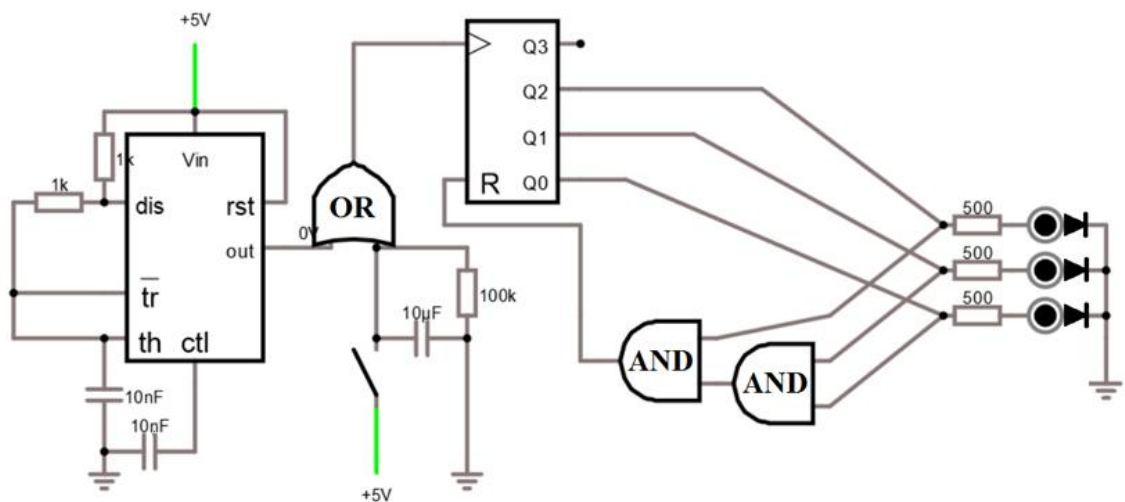 +5V
Q3
Q2
1k
Vin
Q1
1k
R
Q0
dis
rst
OR
500
0V
out
500
tr
100k
500
10µF
th
ctl
AND
AND
10nF
10nF
+5V